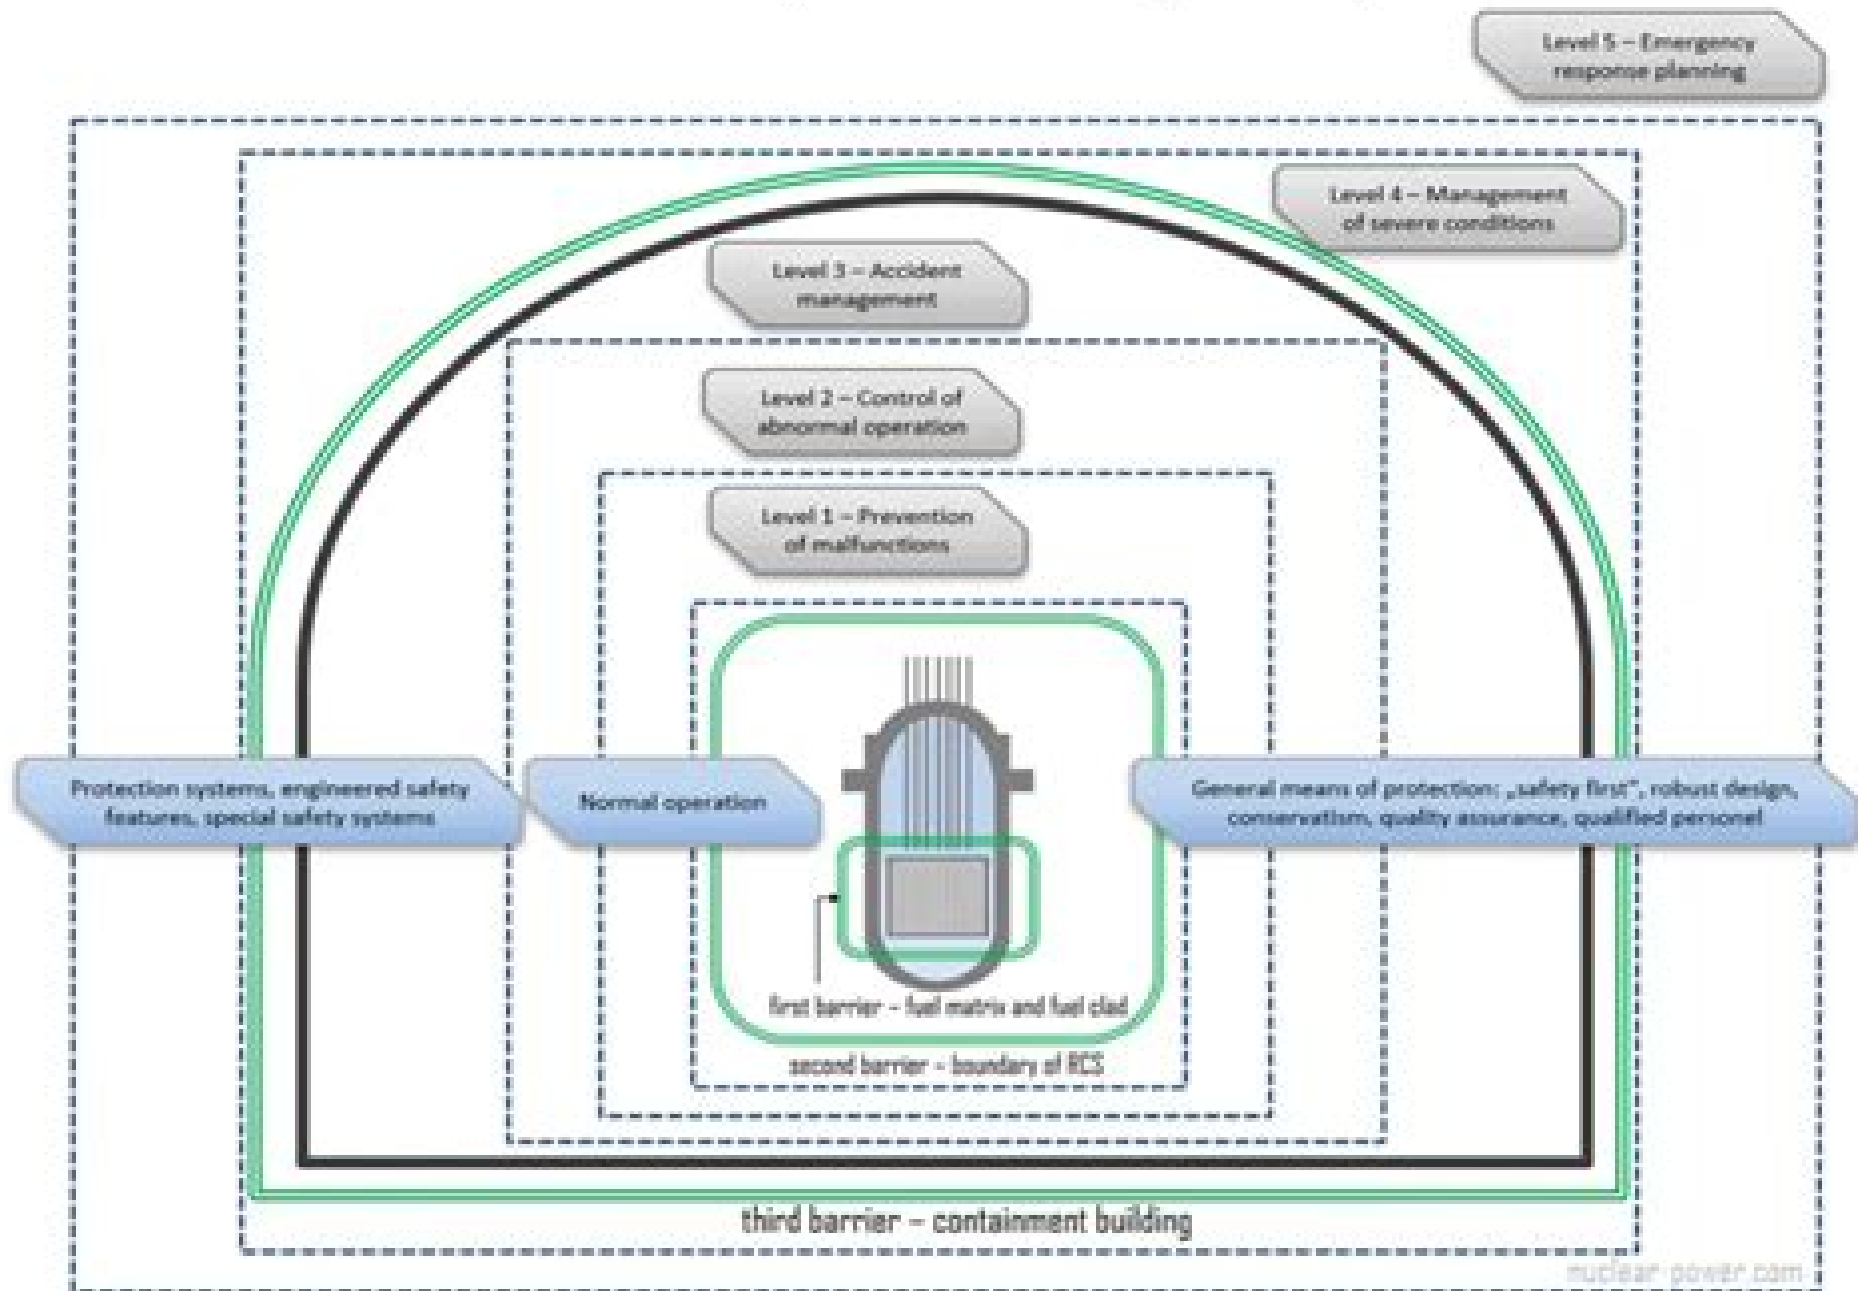 Level 5 – Emergency
response planning
Level 4 – Management
of severe conditions
Level 3 – Accident
management
Level 2 – Control of
abnormal operation
Level 1 – Prevention
of malfunctions
Protection systems, engineered safety
features, special safety systems
Normal operation
General means of protection: „safety first“, robust design,
conservatism, quality assurance, qualified personel
first barrier – fuel matrix and fuel clad
second barrier – boundary of RCS
third barrier – containment building
nuclear-power.com